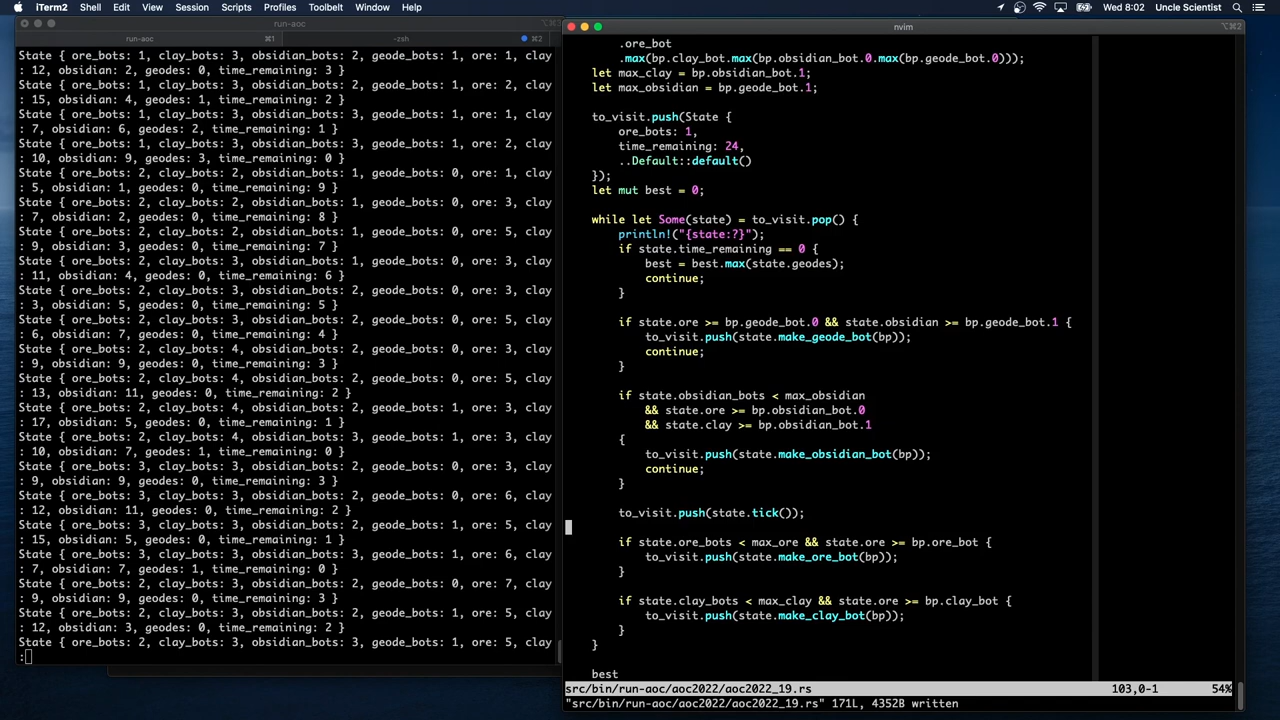 iTerm2 Shell Edit View Session Scripts Profiles Toolbelt Window Help Wed 8:02 Uncle Scientist
run-aoc
run-aoc ⌘1 -zsh ⌘2
State { ore_bots: 1, clay_bots: 3, obsidian_bots: 2, geode_bots: 1, ore: 1, clay
: 12, obsidian: 2, geodes: 0, time_remaining: 3 }
State { ore_bots: 1, clay_bots: 3, obsidian_bots: 2, geode_bots: 1, ore: 2, clay
: 15, obsidian: 4, geodes: 1, time_remaining: 2 }
State { ore_bots: 1, clay_bots: 3, obsidian_bots: 3, geode_bots: 1, ore: 1, clay
: 7, obsidian: 6, geodes: 2, time_remaining: 1 }
State { ore_bots: 1, clay_bots: 3, obsidian_bots: 3, geode_bots: 1, ore: 2, clay
: 10, obsidian: 9, geodes: 3, time_remaining: 0 }
State { ore_bots: 2, clay_bots: 2, obsidian_bots: 1, geode_bots: 0, ore: 1, clay
: 5, obsidian: 1, geodes: 0, time_remaining: 9 }
State { ore_bots: 2, clay_bots: 2, obsidian_bots: 1, geode_bots: 0, ore: 3, clay
: 7, obsidian: 2, geodes: 0, time_remaining: 8 }
State { ore_bots: 2, clay_bots: 2, obsidian_bots: 1, geode_bots: 0, ore: 5, clay
: 9, obsidian: 3, geodes: 0, time_remaining: 7 }
State { ore_bots: 2, clay_bots: 3, obsidian_bots: 1, geode_bots: 0, ore: 3, clay
: 11, obsidian: 4, geodes: 0, time_remaining: 6 }
State { ore_bots: 2, clay_bots: 3, obsidian_bots: 2, geode_bots: 0, ore: 3, clay
: 3, obsidian: 5, geodes: 0, time_remaining: 5 }
State { ore_bots: 2, clay_bots: 3, obsidian_bots: 2, geode_bots: 0, ore: 5, clay
: 6, obsidian: 7, geodes: 0, time_remaining: 4 }
State { ore_bots: 2, clay_bots: 4, obsidian_bots: 2, geode_bots: 0, ore: 3, clay
: 9, obsidian: 9, geodes: 0, time_remaining: 3 }
State { ore_bots: 2, clay_bots: 4, obsidian_bots: 2, geode_bots: 0, ore: 5, clay
: 13, obsidian: 11, geodes: 0, time_remaining: 2 }
State { ore_bots: 2, clay_bots: 4, obsidian_bots: 2, geode_bots: 1, ore: 3, clay
: 17, obsidian: 5, geodes: 0, time_remaining: 1 }
State { ore_bots: 2, clay_bots: 4, obsidian_bots: 3, geode_bots: 1, ore: 3, clay
: 10, obsidian: 7, geodes: 1, time_remaining: 0 }
State { ore_bots: 3, clay_bots: 3, obsidian_bots: 2, geode_bots: 0, ore: 3, clay
: 9, obsidian: 9, geodes: 0, time_remaining: 3 }
State { ore_bots: 3, clay_bots: 3, obsidian_bots: 2, geode_bots: 0, ore: 6, clay
: 12, obsidian: 11, geodes: 0, time_remaining: 2 }
State { ore_bots: 3, clay_bots: 3, obsidian_bots: 2, geode_bots: 1, ore: 5, clay
: 15, obsidian: 5, geodes: 0, time_remaining: 1 }
State { ore_bots: 3, clay_bots: 3, obsidian_bots: 3, geode_bots: 1, ore: 6, clay
: 7, obsidian: 7, geodes: 1, time_remaining: 0 }
State { ore_bots: 2, clay_bots: 3, obsidian_bots: 2, geode_bots: 0, ore: 7, clay
: 9, obsidian: 9, geodes: 0, time_remaining: 3 }
State { ore_bots: 2, clay_bots: 3, obsidian_bots: 2, geode_bots: 1, ore: 5, clay
: 12, obsidian: 3, geodes: 0, time_remaining: 2 }
State { ore_bots: 2, clay_bots: 3, obsidian_bots: 3, geode_bots: 1, ore: 5, clay
:
nvim ⌥⌘2
.ore_bot
.max(bp.clay_bot.max(bp.obsidian_bot.0.max(bp.geode_bot.0)));
let max_clay = bp.obsidian_bot.1;
let max_obsidian = bp.geode_bot.1;
to_visit.push(State {
ore_bots: 1,
time_remaining: 24,
..Default::default()
});
let mut best = 0;
while let Some(state) = to_visit.pop() {
println!("{state:?}");
if state.time_remaining == 0 {
best = best.max(state.geodes);
continue;
}
if state.ore >= bp.geode_bot.0 && state.obsidian >= bp.geode_bot.1 {
to_visit.push(state.make_geode_bot(bp));
continue;
}
if state.obsidian_bots < max_obsidian
&& state.ore >= bp.obsidian_bot.0
&& state.clay >= bp.obsidian_bot.1
{
to_visit.push(state.make_obsidian_bot(bp));
continue;
}
to_visit.push(state.tick());
if state.ore_bots < max_ore && state.ore >= bp.ore_bot {
to_visit.push(state.make_ore_bot(bp));
}
if state.clay_bots < max_clay && state.ore >= bp.clay_bot {
to_visit.push(state.make_clay_bot(bp));
}
}
best
src/bin/run-aoc/aoc2022/aoc2022_19.rs 103,0-1 54%
"src/bin/run-aoc/aoc2022/aoc2022_19.rs" 171L, 4352B written